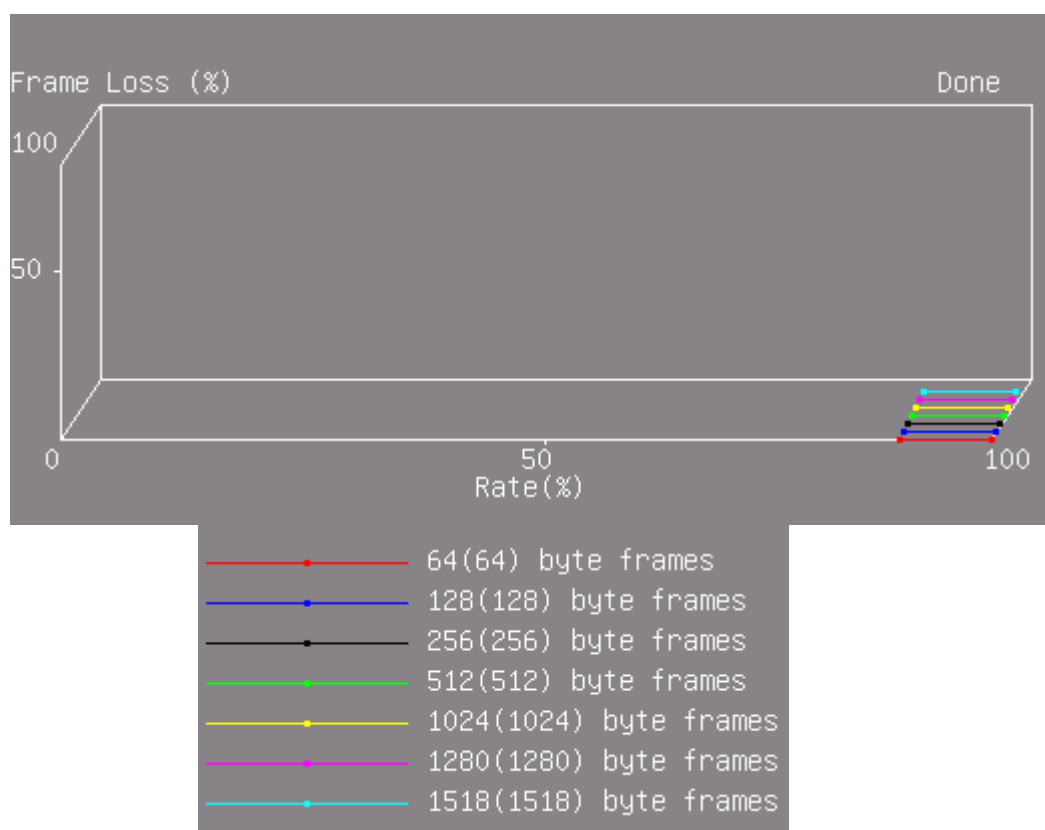 Frame Loss (%) Done
100
50
0 50 100
Rate(%)
64(64) byte frames
128(128) byte frames
256(256) byte frames
512(512) byte frames
1024(1024) byte frames
1280(1280) byte frames
1518(1518) byte frames